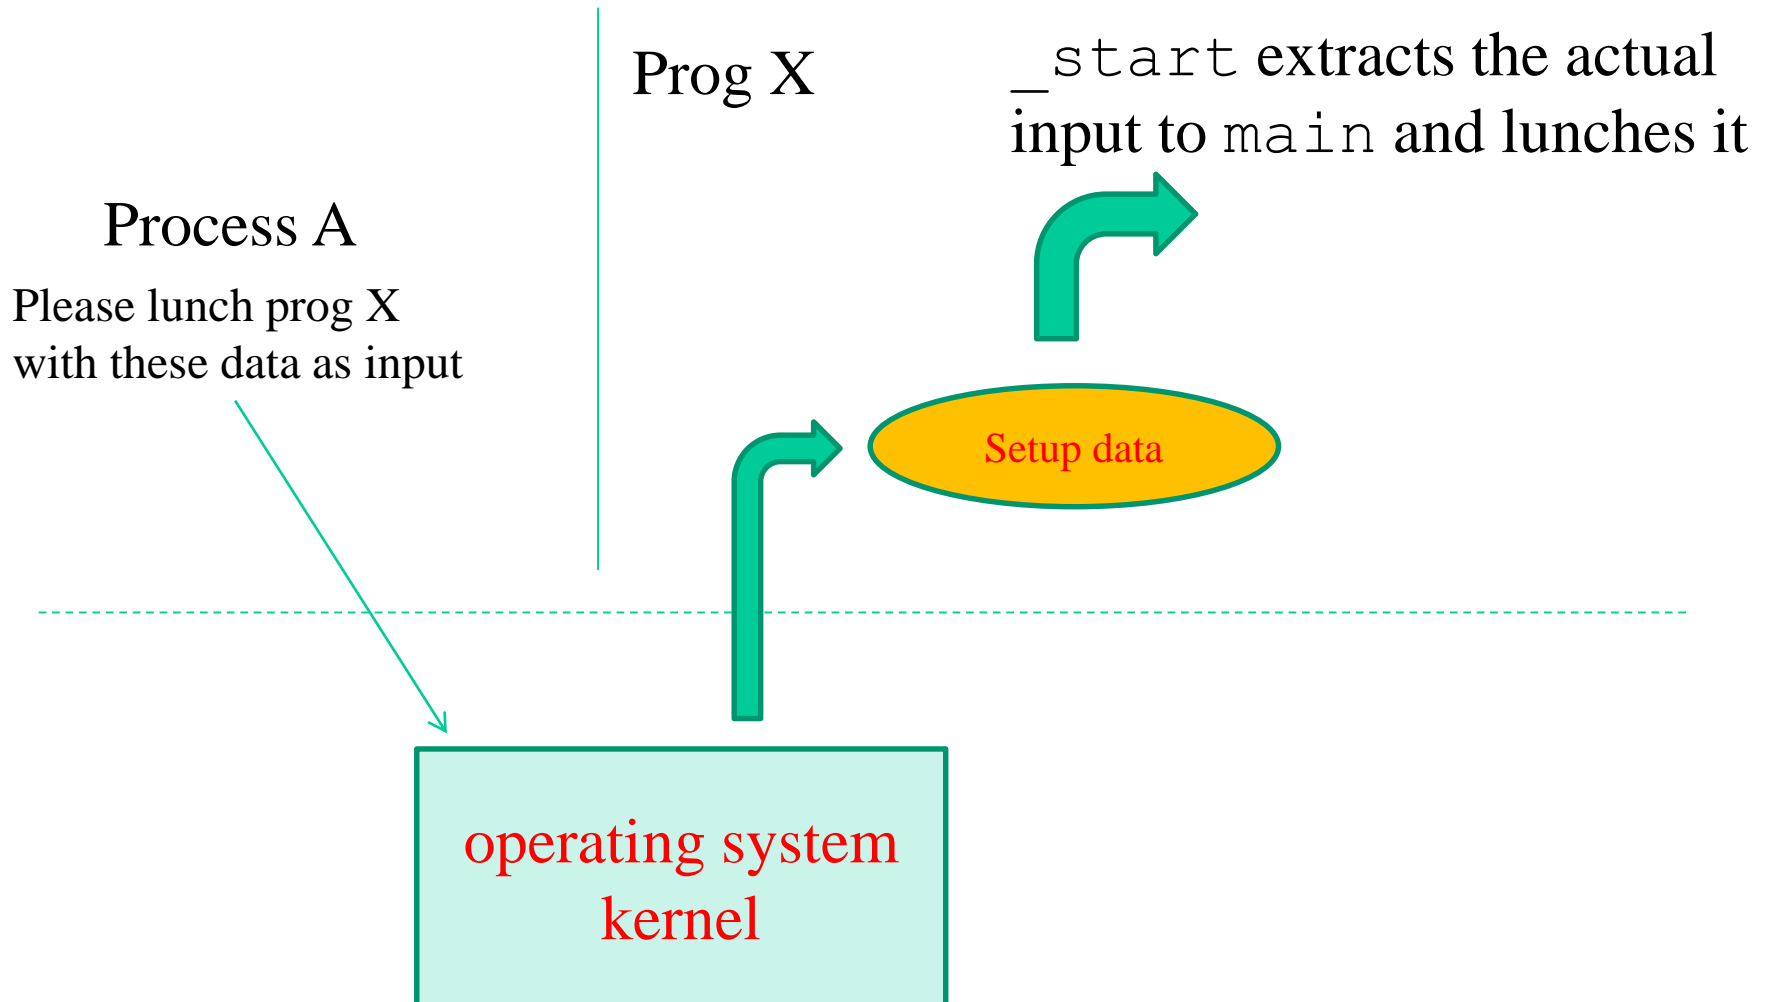 Prog X
_start extracts the actual
input to main and lunches it
Process A
Please lunch prog X
with these data as input
Setup data
operating system
kernel